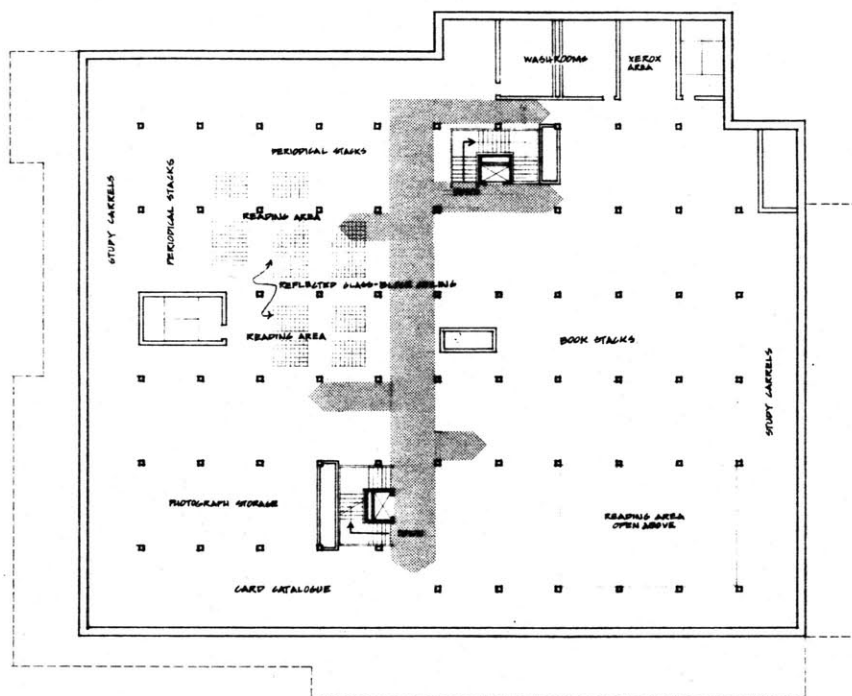 WASHROOMS
XEROX
AREA
PERIODICAL STACKS
STUDY CARRELS
PERIODICAL STACKS
READING AREA
REFLECTED GLASS-BLOCK CEILING
READING AREA
BOOK STACKS
STUDY CARRELS
PHOTOGRAPH STORAGE
READING AREA
OPEN ABOVE
CARD CATALOGUE